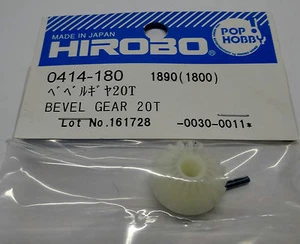 MADE IN JAPAN
HIROBO
POP
HOBBY
0414-180 1890(1800)
ベベルギヤ20T
BEVEL GEAR 20T
Lot No.161728 -0030-0011*